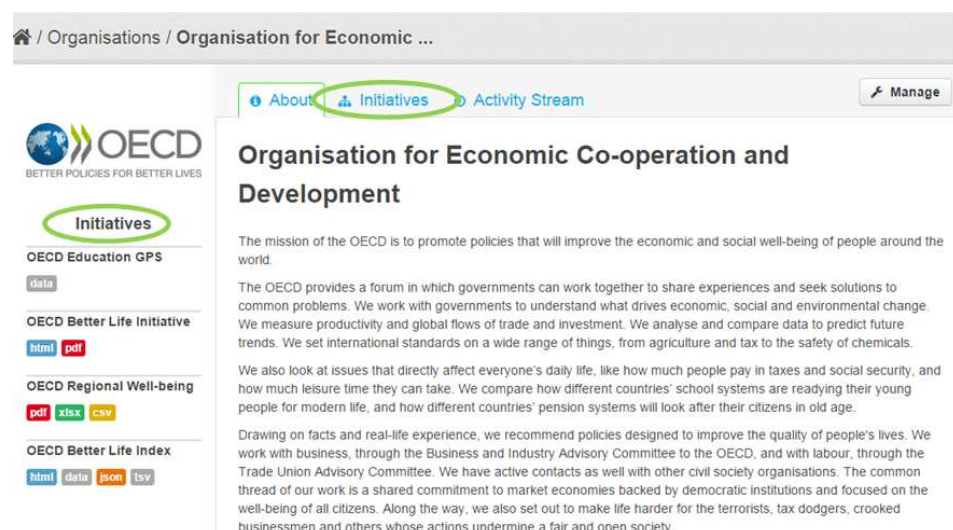 / Organisations / Organisation for Economic ...
About Initiatives Activity Stream
Manage
OECD
BETTER POLICIES FOR BETTER LIVES
Initiatives
OECD Education GPS
data
OECD Better Life Initiative
html pdf
OECD Regional Well-being
pdf xlsx csv
OECD Better Life Index
html data json tsv
Organisation for Economic Co-operation and
Development
The mission of the OECD is to promote policies that will improve the economic and social well-being of people around the
world.
The OECD provides a forum in which governments can work together to share experiences and seek solutions to
common problems. We work with governments to understand what drives economic, social and environmental change.
We measure productivity and global flows of trade and investment. We analyse and compare data to predict future
trends. We set international standards on a wide range of things, from agriculture and tax to the safety of chemicals.
We also look at issues that directly affect everyone's daily life, like how much people pay in taxes and social security, and
how much leisure time they can take. We compare how different countries' school systems are readying their young
people for modern life, and how different countries' pension systems will look after their citizens in old age.
Drawing on facts and real-life experience, we recommend policies designed to improve the quality of people's lives. We
work with business, through the Business and Industry Advisory Committee to the OECD, and with labour, through the
Trade Union Advisory Committee. We have active contacts as well with other civil society organisations. The common
thread of our work is a shared commitment to market economies backed by democratic institutions and focused on the
well-being of all citizens. Along the way, we also set out to make life harder for the terrorists, tax dodgers, crooked
businessmen and others whose actions undermine a fair and open society.